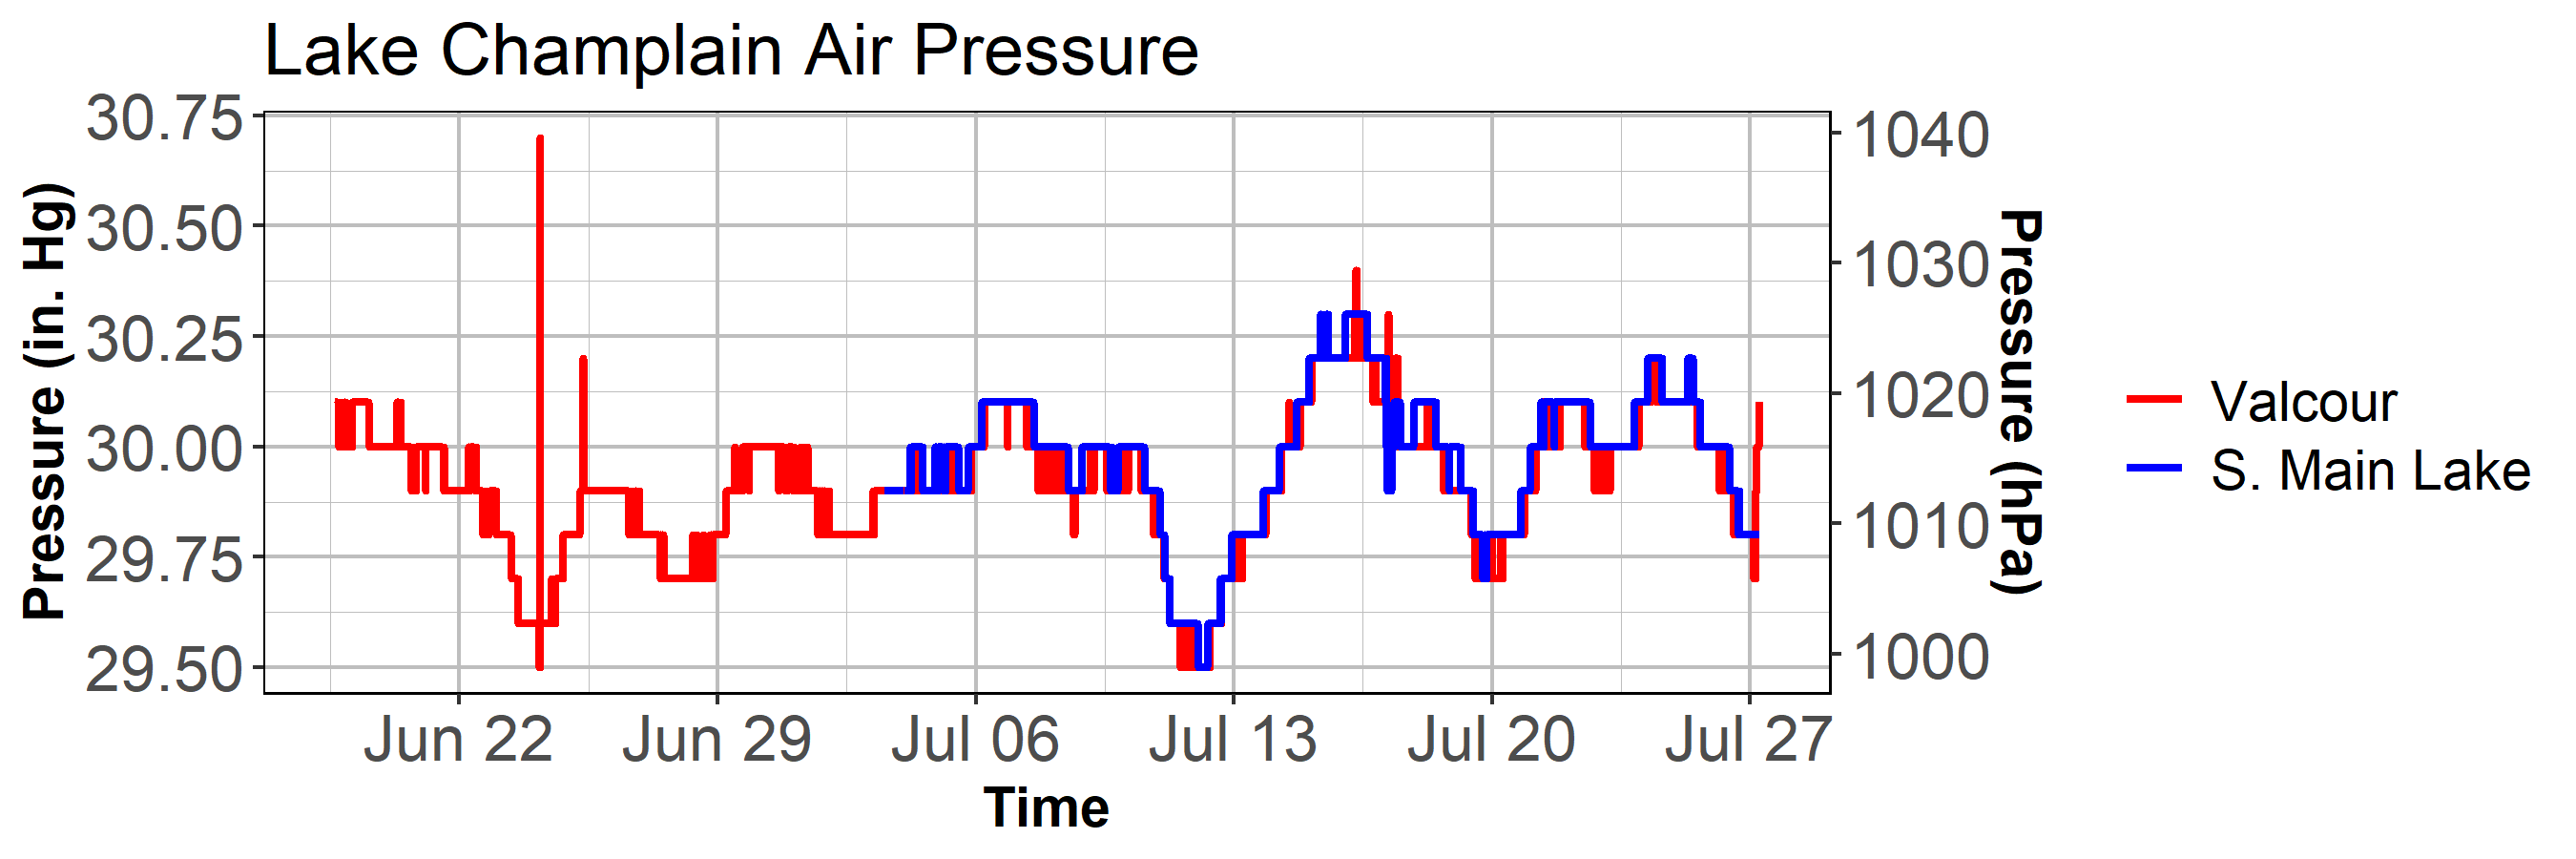 Lake Champlain Air Pressure
Pressure (in. Hg)
30.75
30.50
30.25
30.00
29.75
29.50
1040
1030
1020
1010
1000
Pressure (hPa)
Valcour
S. Main Lake
Jun 22
Jun 29
Jul 06
Jul 13
Jul 20
Jul 27
Time